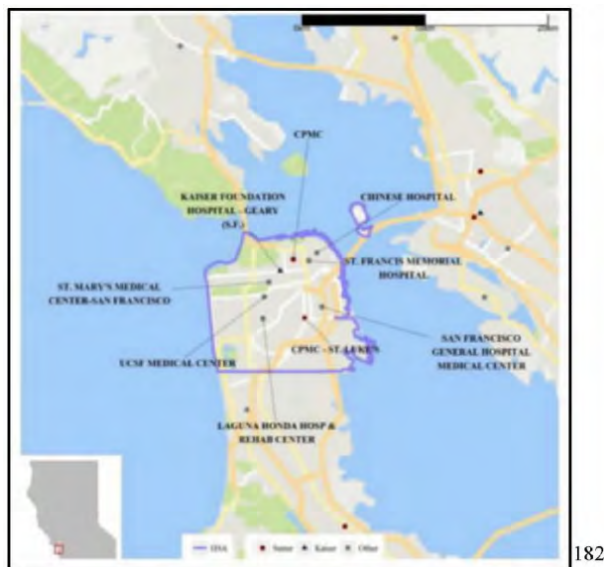 CPMC
KAISER FOUNDATION
HOSPITAL - GEARY
(S.F.)
CHINESE HOSPITAL
ST. FRANCIS MEMORIAL
HOSPITAL
ST. MARY'S MEDICAL
CENTER-SAN FRANCISCO
UCSF MEDICAL CENTER
CPMC - ST. LUKE'S
SAN FRANCISCO
GENERAL HOSPITAL
MEDICAL CENTER
LAGUNA HONDA HOSP &
REHAB CENTER
HSA Sutter Kaiser Other
182